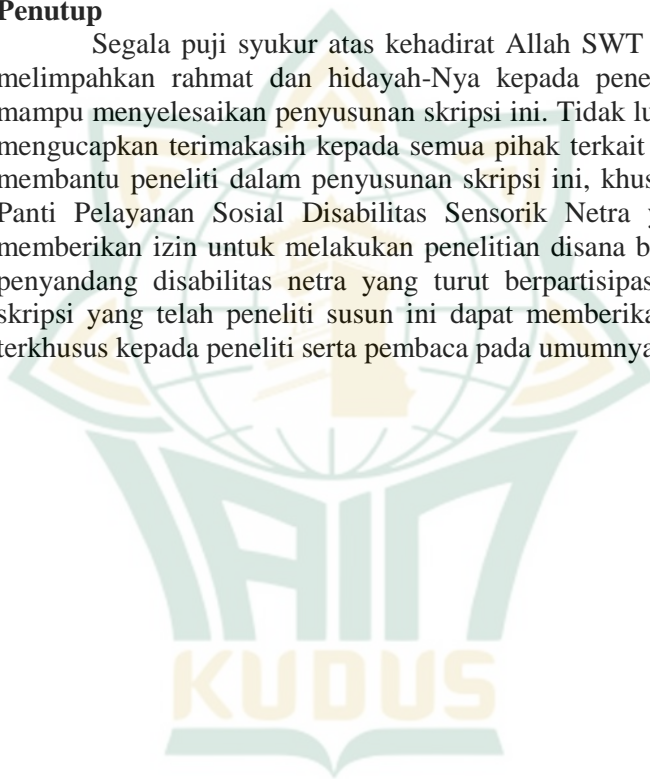 Penutup
Segala puji syukur atas kehadirat Allah SWT
melimpahkan rahmat dan hidayah-Nya kepada pene
mampu menyelesaikan penyusunan skripsi ini. Tidak lu
mengucapkan terimakasih kepada semua pihak terkait
membantu peneliti dalam penyusunan skripsi ini, khus
Panti Pelayanan Sosial Disabilitas Sensorik Netra y
memberikan izin untuk melakukan penelitian disana b
penyandang disabilitas netra yang turut berpartisipas
skripsi yang telah peneliti susun ini dapat memberika
terkhusus kepada peneliti serta pembaca pada umumnya
IAIN
KUDUS